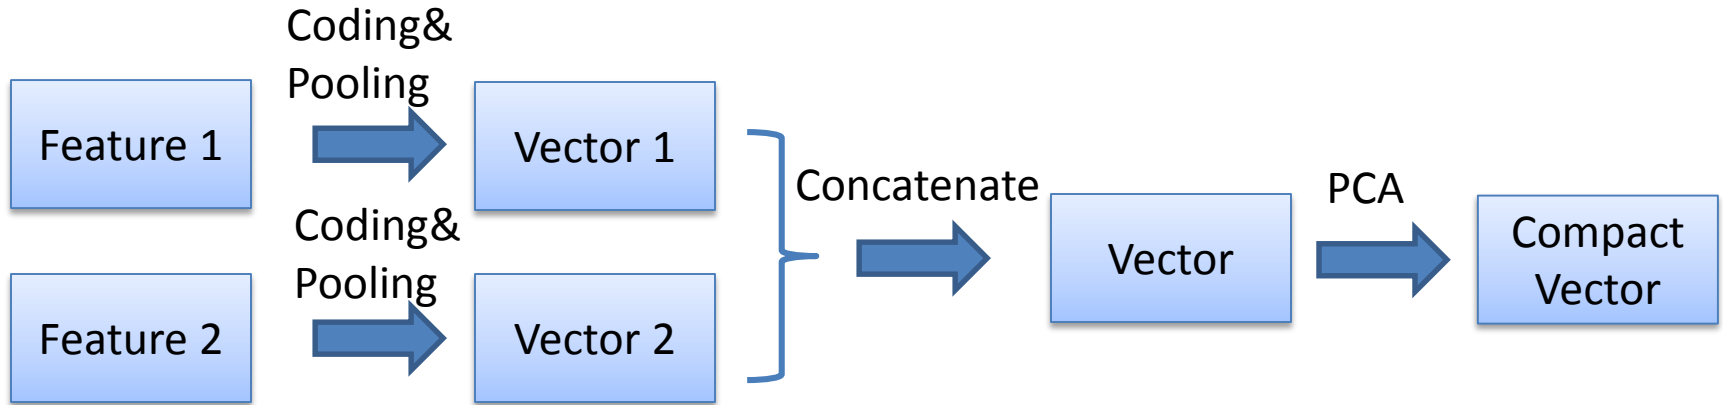 Coding&
Pooling
Feature 1
Vector 1
Coding&
Pooling
Feature 2
Vector 2
Concatenate
Vector
PCA
Compact
Vector